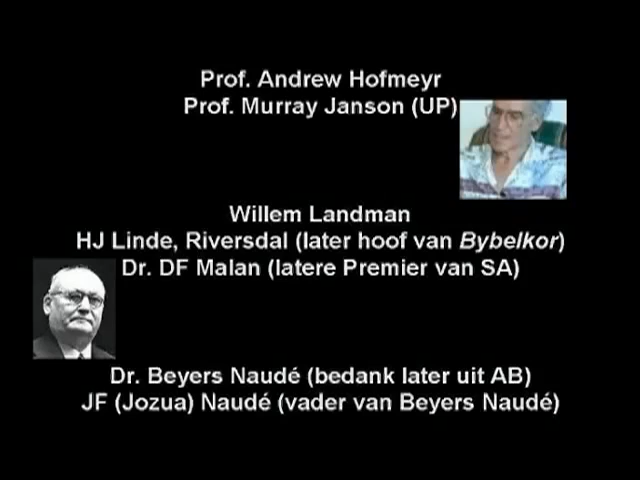 Prof. Andrew Hofmeyr
Prof. Murray Janson (UP)
Willem Landman
HJ Linde, Riversdal (later hoof van Bybelkor)
Dr. DF Malan (latere Premier van SA)
Dr. Beyers Naudé (bedank later uit AB)
JF (Jozua) Naudé (vader van Beyers Naudé)